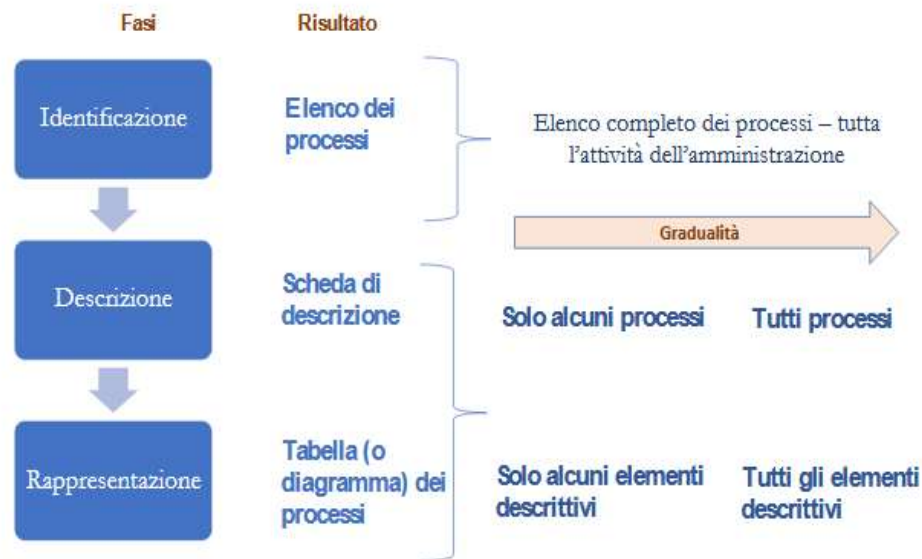 Fasi
Risultato
Identificazione
Elenco dei
processi
Elenco completo dei processi – tutta
l'attività dell'amministrazione
Gradualità
Descrizione
Scheda di
descrizione
Solo alcuni processi
Tutti processi
Rappresentazione
Tabella (o
diagramma) dei
processi
Solo alcuni elementi
descrittivi
Tutti gli elementi
descrittivi